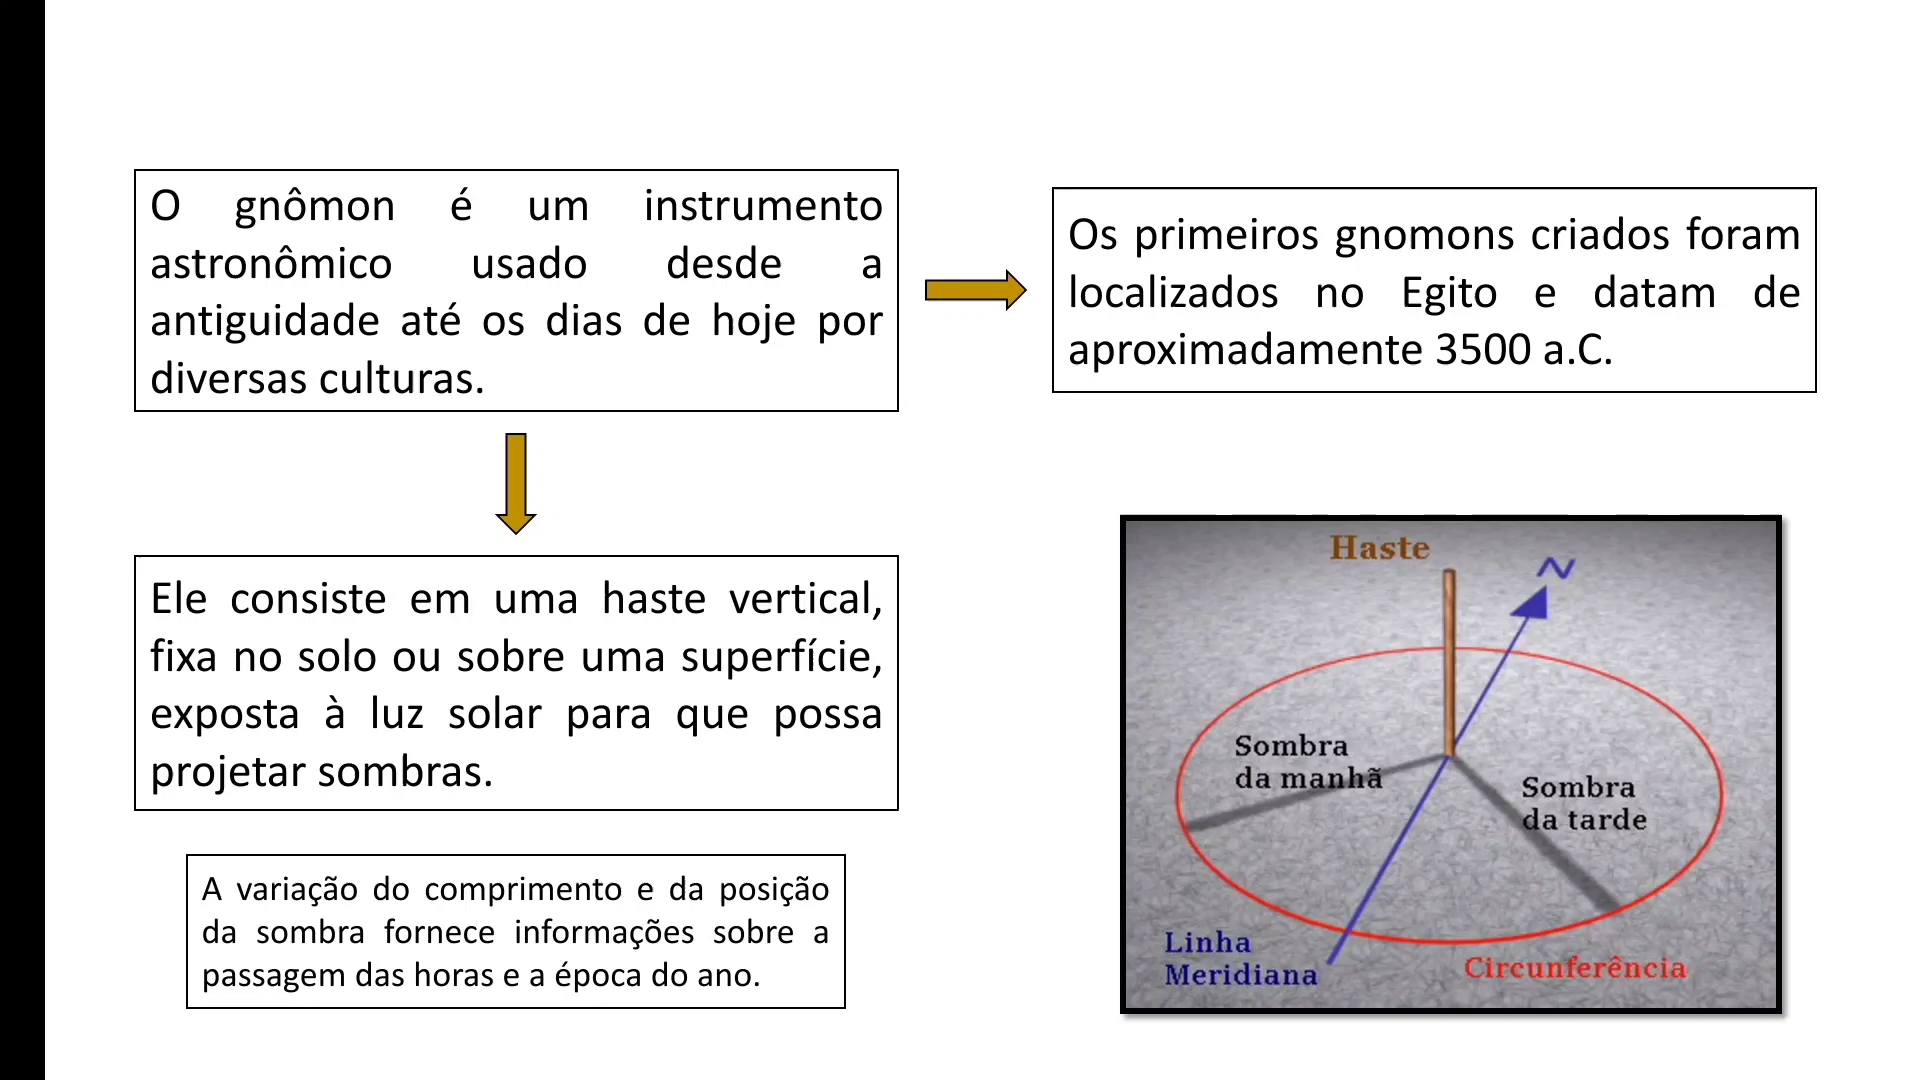 O gnômon é um instrumento
astronômico usado desde a
antiguidade até os dias de hoje por
diversas culturas.
Os primeiros gnomons criados foram
localizados no Egito e datam de
aproximadamente 3500 a.C.
Ele consiste em uma haste vertical,
fixa no solo ou sobre uma superfície,
exposta à luz solar para que possa
projetar sombras.
A variação do comprimento e da posição
da sombra fornece informações sobre a
passagem das horas e a época do ano.
Haste
N
Sombra
da manhã
Sombra
da tarde
Linha
Meridiana
Circunferência